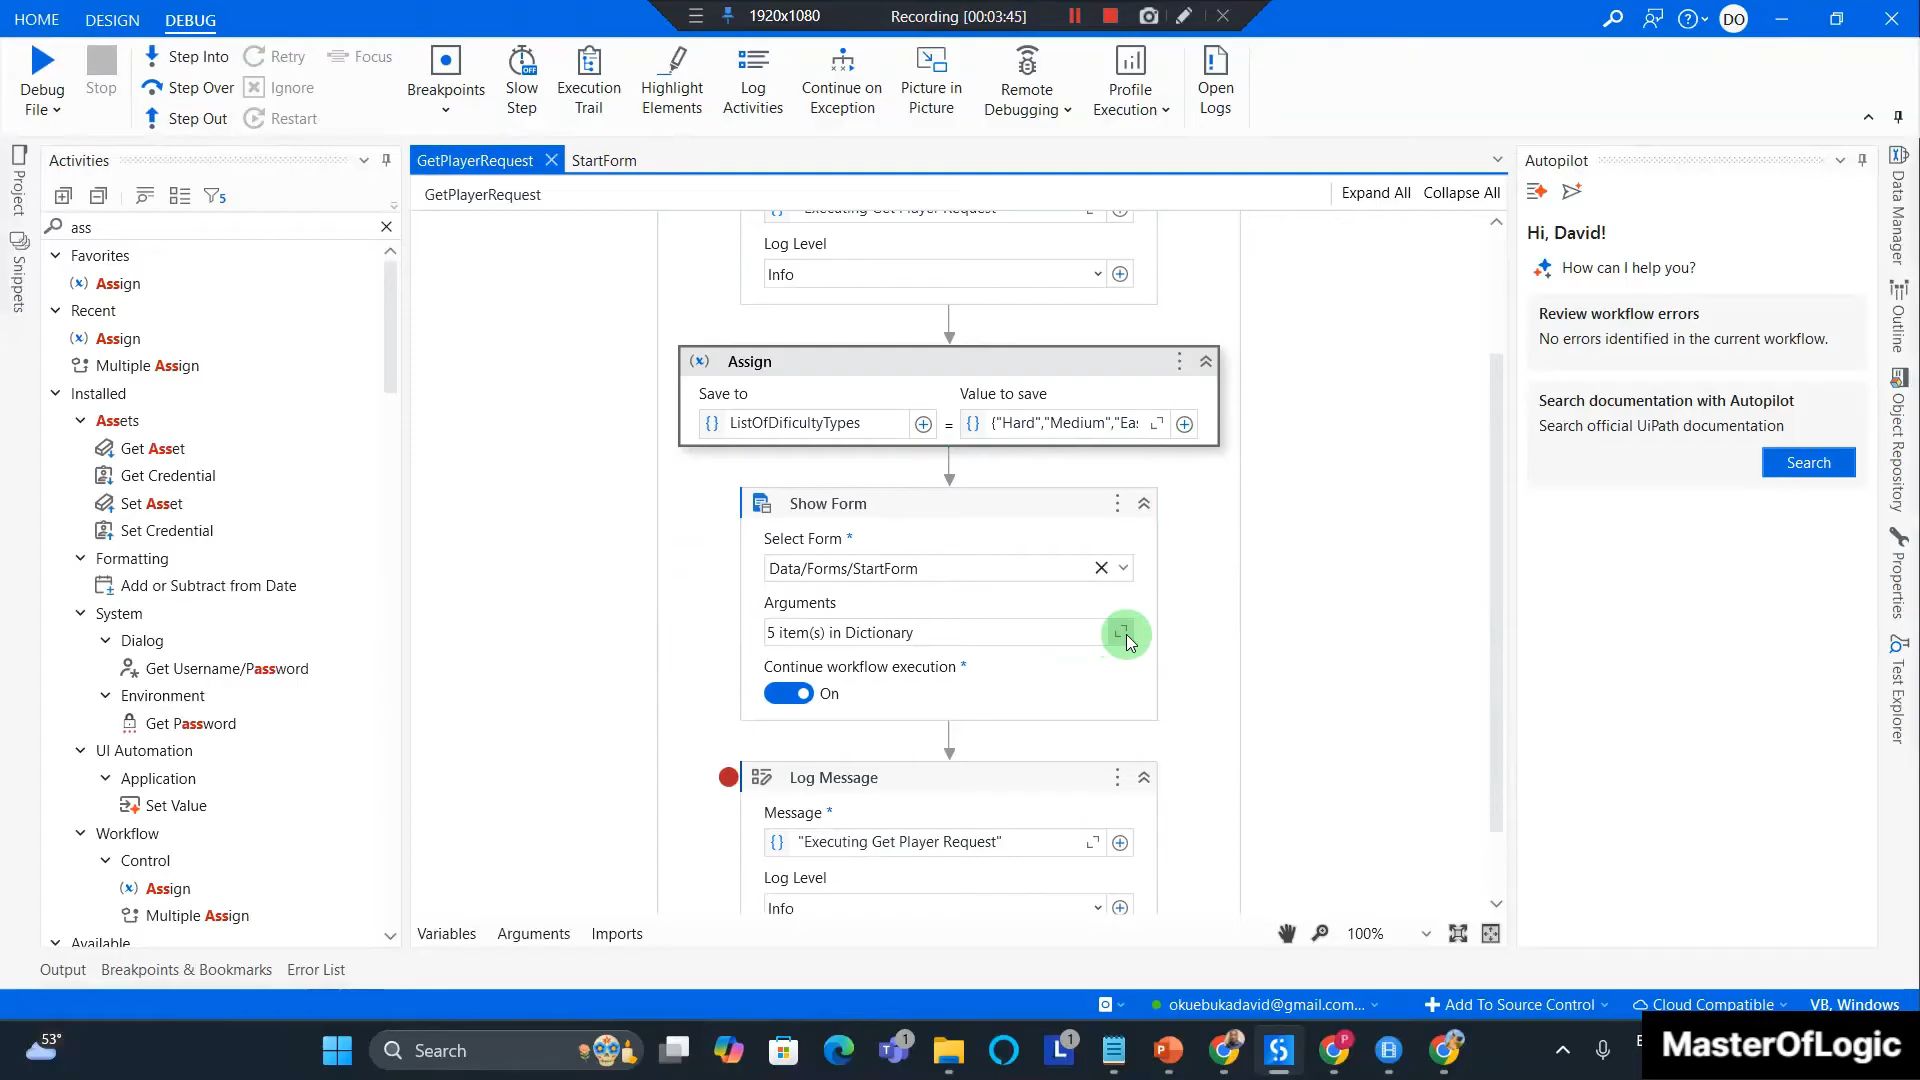 HOME DESIGN DEBUG
1920x1080 Recording [00:03:45]
DO
Debug File
Stop
Step Into
Step Over
Step Out
Retry
Ignore
Restart
Focus
Breakpoints
Slow Step
Execution Trail
Highlight Elements
Log Activities
Continue on Exception
Picture in Picture
Remote Debugging
Profile Execution
Open Logs
Project
Snippets
Activities
5
ass
Favorites
Assign
Recent
Assign
Multiple Assign
Installed
Assets
Get Asset
Get Credential
Set Asset
Set Credential
Formatting
Add or Subtract from Date
System
Dialog
Get Username/Password
Environment
Get Password
UI Automation
Application
Set Value
Workflow
Control
Assign
Multiple Assign
Available
GetPlayerRequest StartForm
GetPlayerRequest Expand All Collapse All
"Executing Get Player Request"
Log Level
Info
Assign
Save to Value to save
ListOfDificultyTypes = {"Hard","Medium","Eas
Show Form
Select Form *
Data/Forms/StartForm
Arguments
5 item(s) in Dictionary
Continue workflow execution *
On
Log Message
Message *
"Executing Get Player Request"
Log Level
Info
Variables Arguments Imports 100%
Autopilot
Hi, David!
How can I help you?
Review workflow errors
No errors identified in the current workflow.
Search documentation with Autopilot
Search official UiPath documentation
Search
Data Manager
Outline
Object Repository
Properties
Test Explorer
Output Breakpoints & Bookmarks Error List
okuebukadavid@gmail.com... Add To Source Control Cloud Compatible VB, Windows
53°
Search
1
1
MasterOfLogic